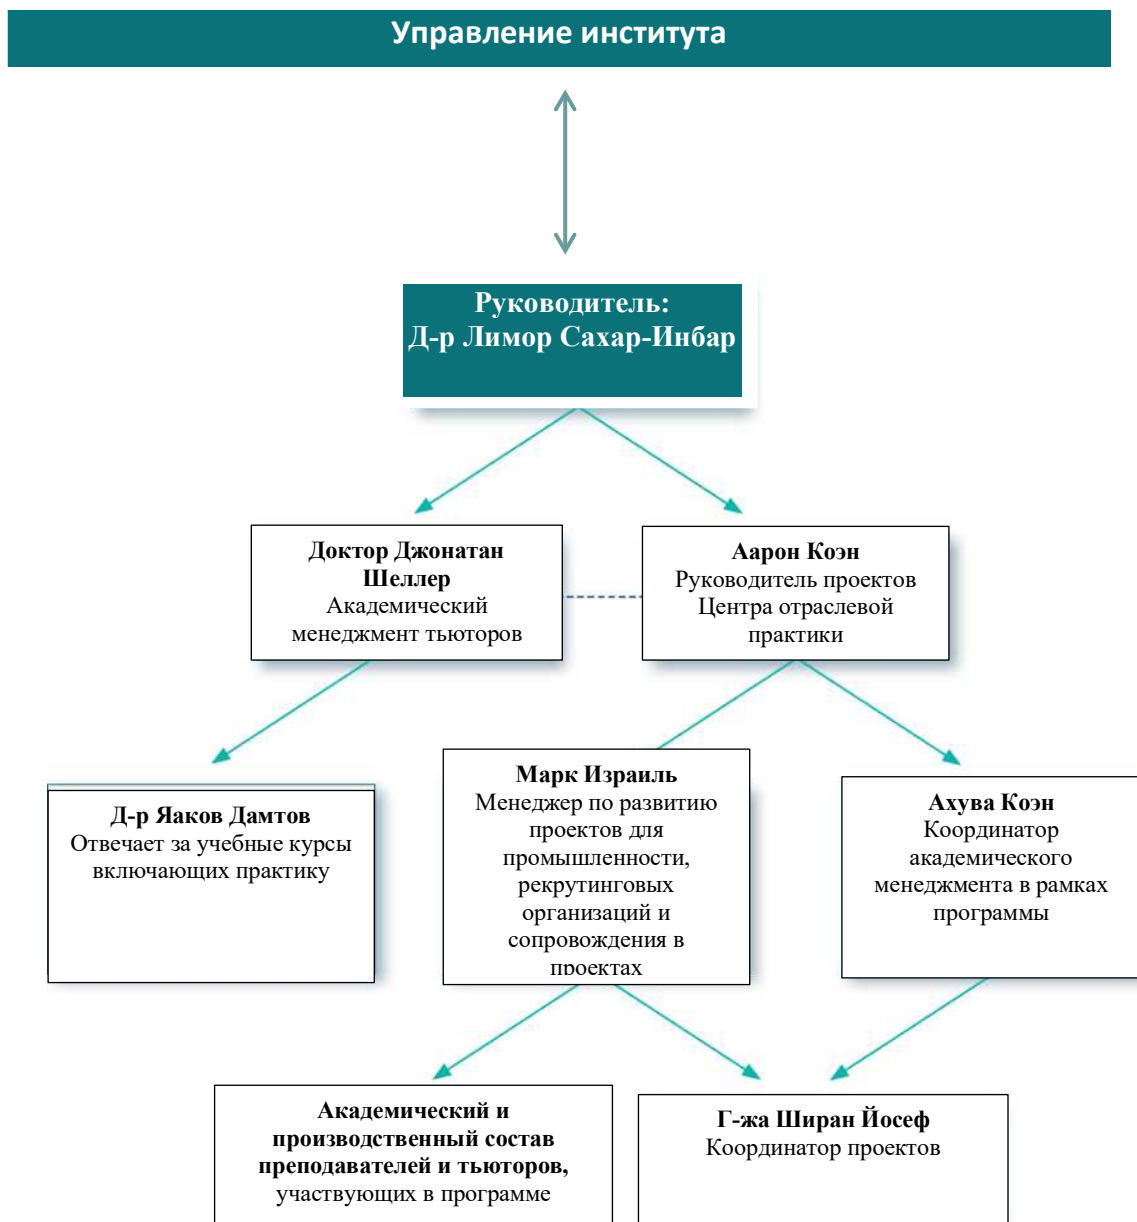 Управление института
Руководитель:
Д-р Лимор Сахар-Инбар
Доктор Джонатан
Шеллер
Академический
менеджмент тьюторов
Аарон Коэн
Руководитель проектов
Центра отраслевой
практики
Д-р Яаков Дамтов
Отвечает за учебные курсы
включающих практику
Марк Израиль
Менеджер по развитию
проектов для
промышленности,
рекрутинговых
организаций и
сопровождения в
проектах
Ахува Коэн
Координатор
академического
менеджмента в рамках
программы
Академический и
производственный состав
преподавателей и тьюторов,
участвующих в программе
Г-жа Ширан Йосеф
Координатор проектов